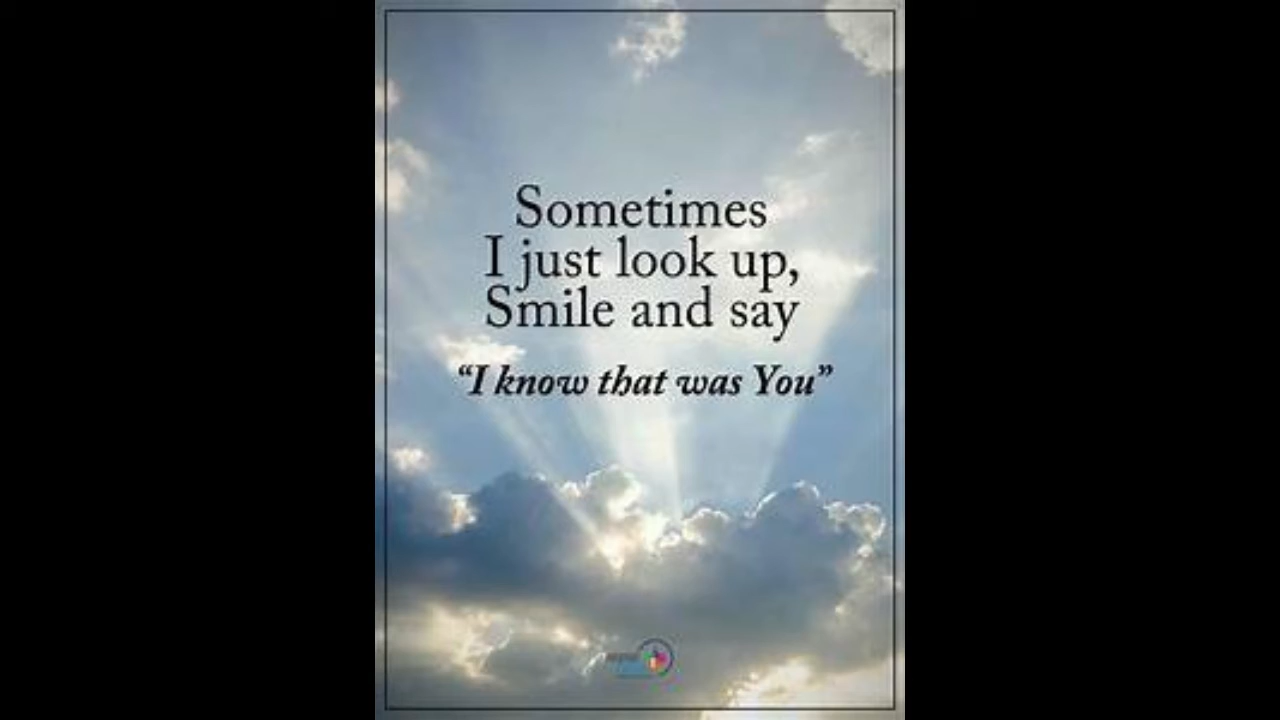 Sometimes
I just look up,
Smile and say
“I know that was You”